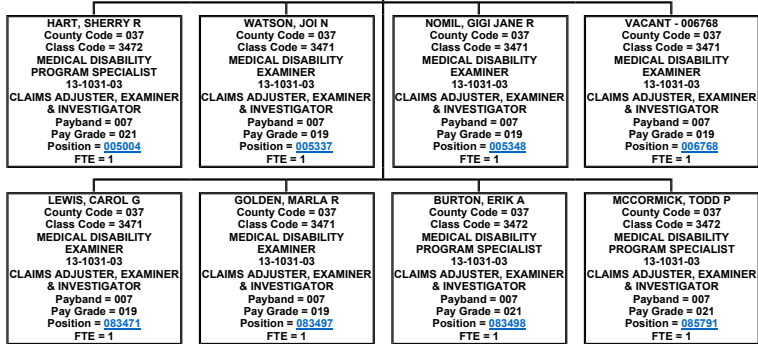 HART, SHERRY R
County Code = 037
Class Code = 3472
MEDICAL DISABILITY
PROGRAM SPECIALIST
13-1031-03
CLAIMS ADJUSTER, EXAMINER
& INVESTIGATOR
Payband = 007
Pay Grade = 021
Position = 005004
FTE = 1
WATSON, JOI N
County Code = 037
Class Code = 3471
MEDICAL DISABILITY
EXAMINER
13-1031-03
CLAIMS ADJUSTER, EXAMINER
& INVESTIGATOR
Payband = 007
Pay Grade = 019
Position = 005337
FTE = 1
NOMIL, GIGI JANE R
County Code = 037
Class Code = 3471
MEDICAL DISABILITY
EXAMINER
13-1031-03
CLAIMS ADJUSTER, EXAMINER
& INVESTIGATOR
Payband = 007
Pay Grade = 019
Position = 005348
FTE = 1
VACANT - 006768
County Code = 037
Class Code = 3471
MEDICAL DISABILITY
EXAMINER
13-1031-03
CLAIMS ADJUSTER, EXAMINER
& INVESTIGATOR
Payband = 007
Pay Grade = 019
Position = 006768
FTE = 1
LEWIS, CAROL G
County Code = 037
Class Code = 3471
MEDICAL DISABILITY
EXAMINER
13-1031-03
CLAIMS ADJUSTER, EXAMINER
& INVESTIGATOR
Payband = 007
Pay Grade = 019
Position = 083471
FTE = 1
GOLDEN, MARLA R
County Code = 037
Class Code = 3471
MEDICAL DISABILITY
EXAMINER
13-1031-03
CLAIMS ADJUSTER, EXAMINER
& INVESTIGATOR
Payband = 007
Pay Grade = 019
Position = 083497
FTE = 1
BURTON, ERIK A
County Code = 037
Class Code = 3472
MEDICAL DISABILITY
PROGRAM SPECIALIST
13-1031-03
CLAIMS ADJUSTER, EXAMINER
& INVESTIGATOR
Payband = 007
Pay Grade = 021
Position = 083498
FTE = 1
MCCORMICK, TODD P
County Code = 037
Class Code = 3472
MEDICAL DISABILITY
PROGRAM SPECIALIST
13-1031-03
CLAIMS ADJUSTER, EXAMINER
& INVESTIGATOR
Payband = 007
Pay Grade = 021
Position = 085791
FTE = 1